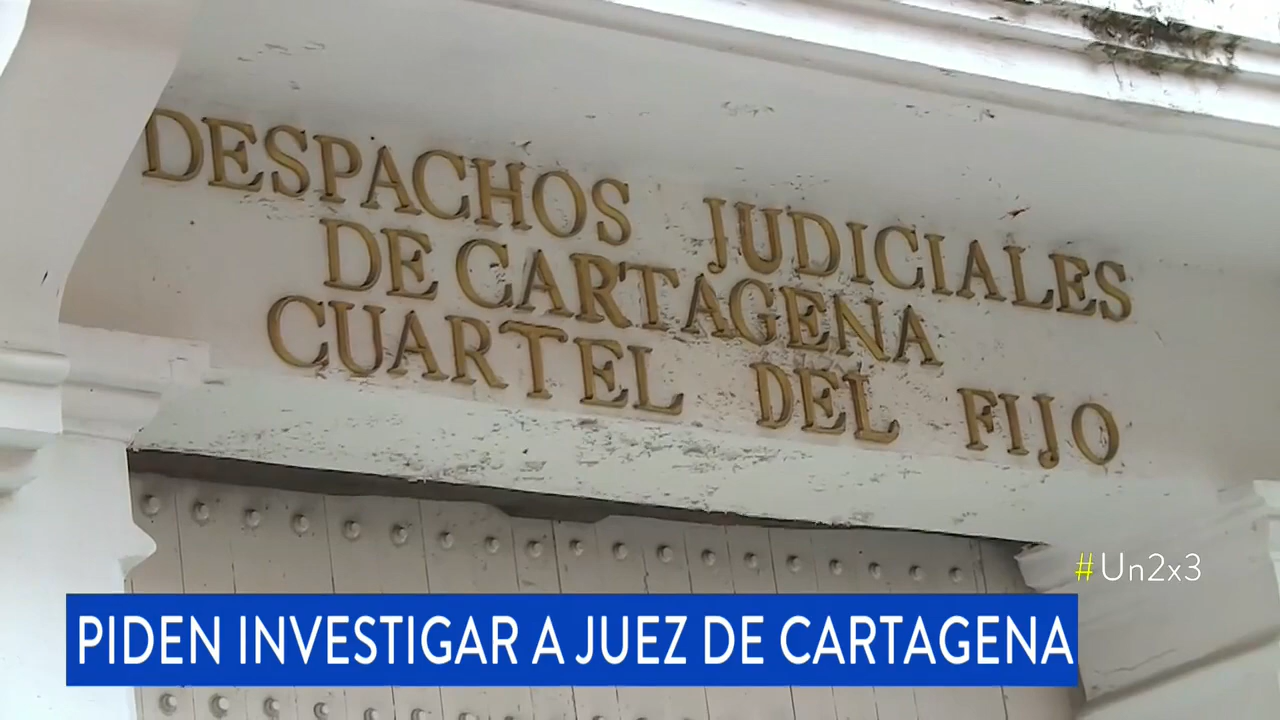 DESPACHOS JUDICIALES
DE CARTAGENA
CUARTEL DEL FIJO
#Un2x3
PIDEN INVESTIGAR A JUEZ DE CARTAGENA